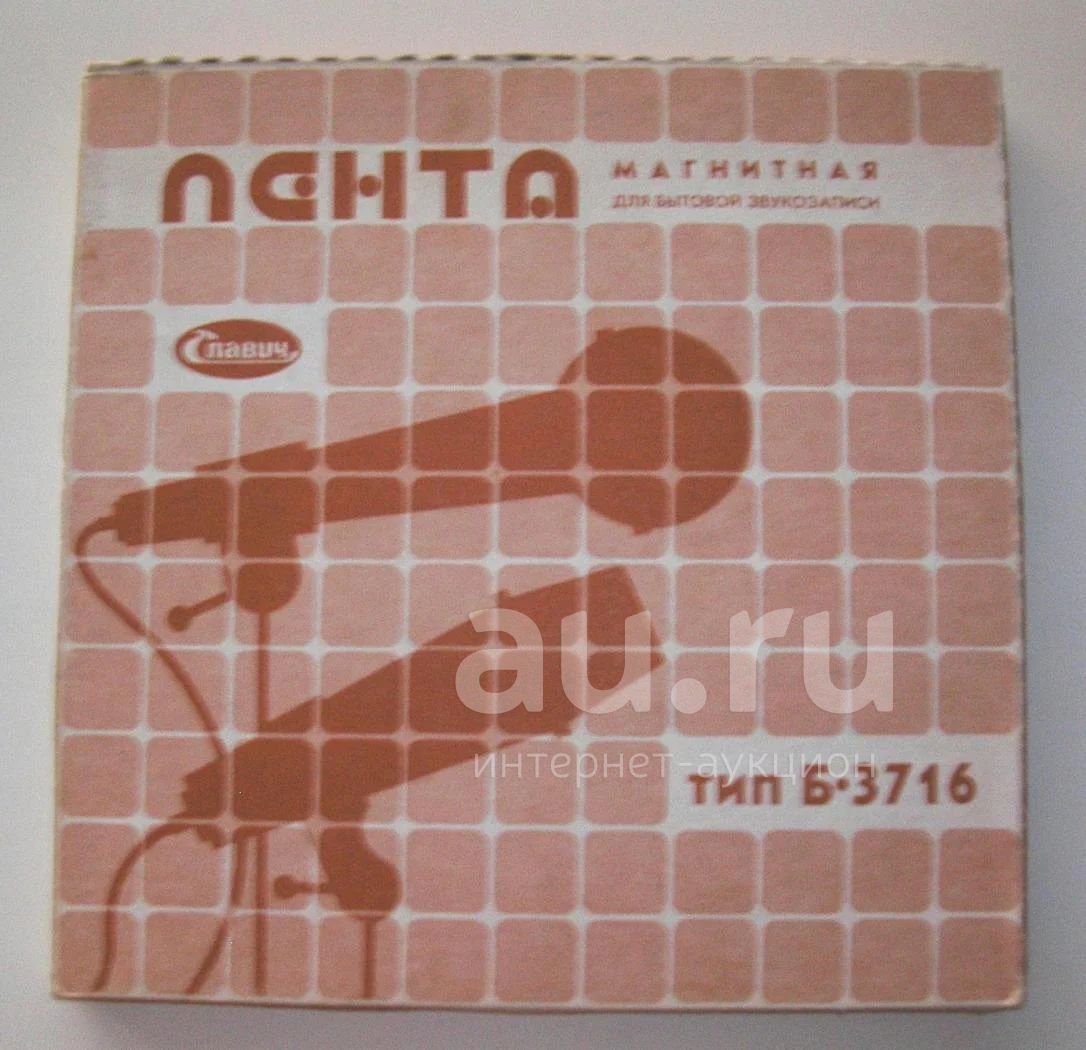 ЛЕНТА
МАГНИТНАЯ
ДЛЯ БЫТОВОЙ ЗВУКОЗАПИСИ
Славич
au.ru
интернет-аукцион
ТИП Б-3716